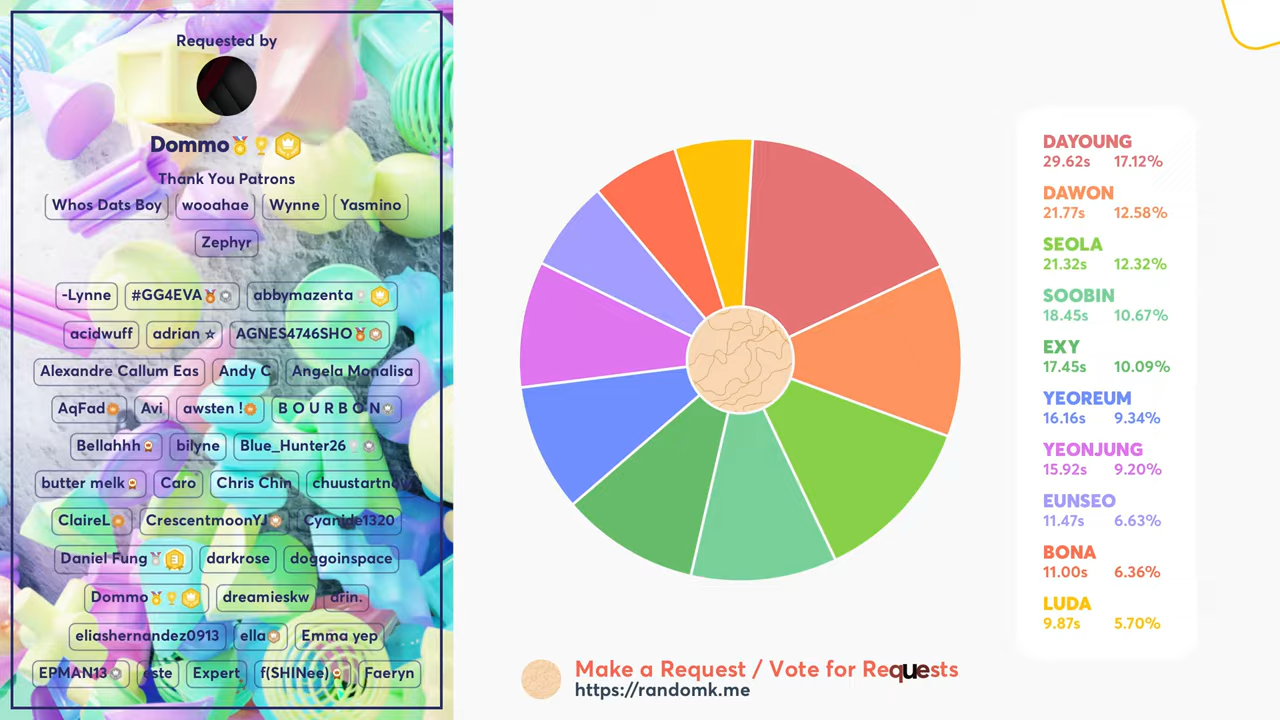 Requested by
Dommo
Thank You Patrons
Whos Dats Boy wooahae Wynne Yasmino
Zephyr
-Lynne #GG4EVA abbymazenta
acidwuff adrian ☆ AGNES4746SHO
Alexandre Callum Eas Andy C Angela Monalisa
AqFad Avi awsten ! B O U R B O N
Bellahhh bilyne Blue_Hunter26
butter melk Caro Chris Chin
ClaireL CrescentmoonYJ Cyanide1320
Daniel Fung 3 darkrose doggoinspace
Dommo dreamieskw arin.
eliashernandez0913 ella Emma yep
EPMAN13 este Expert f(SHINee) Faeryn
DAYOUNG
29.62s 17.12%
DAWON
21.77s 12.58%
SEOLA
21.32s 12.32%
SOOBIN
18.45s 10.67%
EXY
17.45s 10.09%
YEOREUM
16.16s 9.34%
YEONJUNG
15.92s 9.20%
EUNSEO
11.47s 6.63%
BONA
11.00s 6.36%
LUDA
9.87s 5.70%
Make a Request / Vote for Requests
https://randomk.me